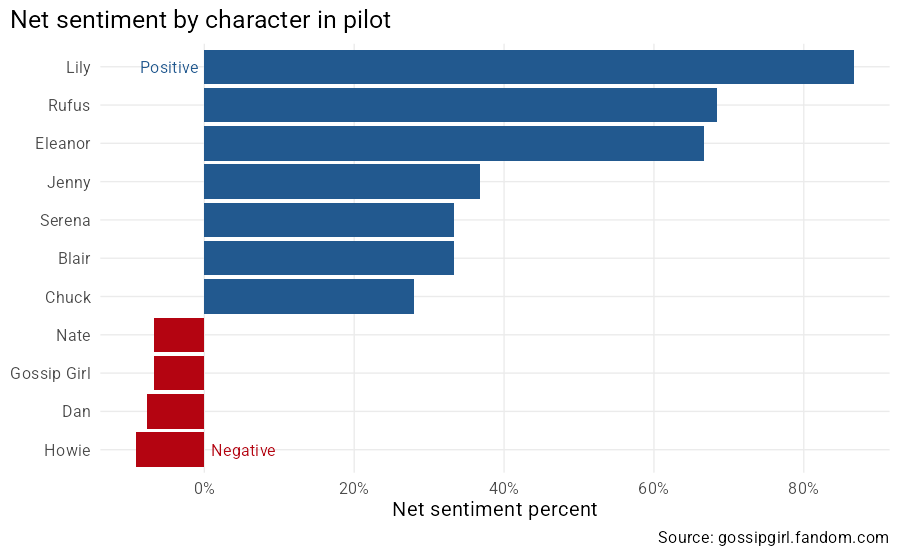 Net sentiment by character in pilot
Lily
Positive
Rufus
Eleanor
Jenny
Serena
Blair
Chuck
Nate
Gossip Girl
Dan
Howie
Negative
0% 20% 40% 60% 80%
Net sentiment percent
Source: gossipgirl.fandom.com